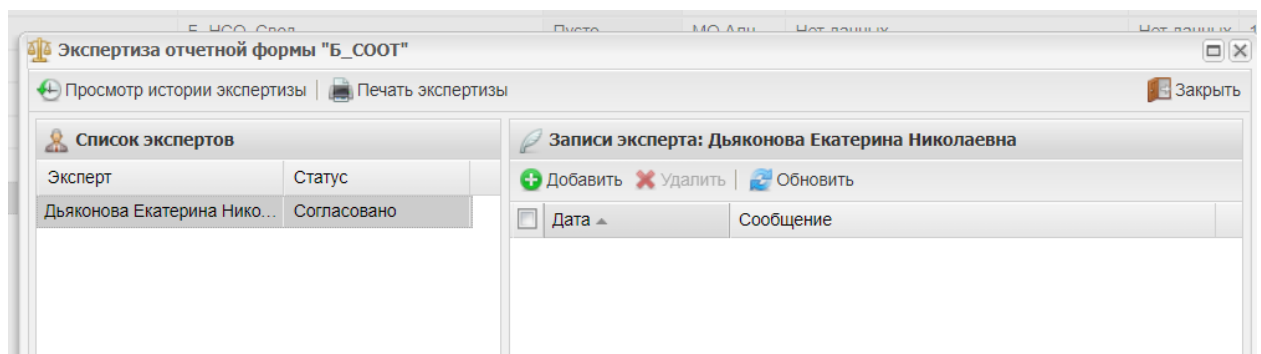 Экспертиза отчетной формы "Б_СООТ"
Просмотр истории экспертизы Печать экспертизы Закрыть
Список экспертов
Эксперт Статус
Дьяконова Екатерина Нико... Согласовано
Записи эксперта: Дьяконова Екатерина Николаевна
Добавить Удалить Обновить
Дата Сообщение